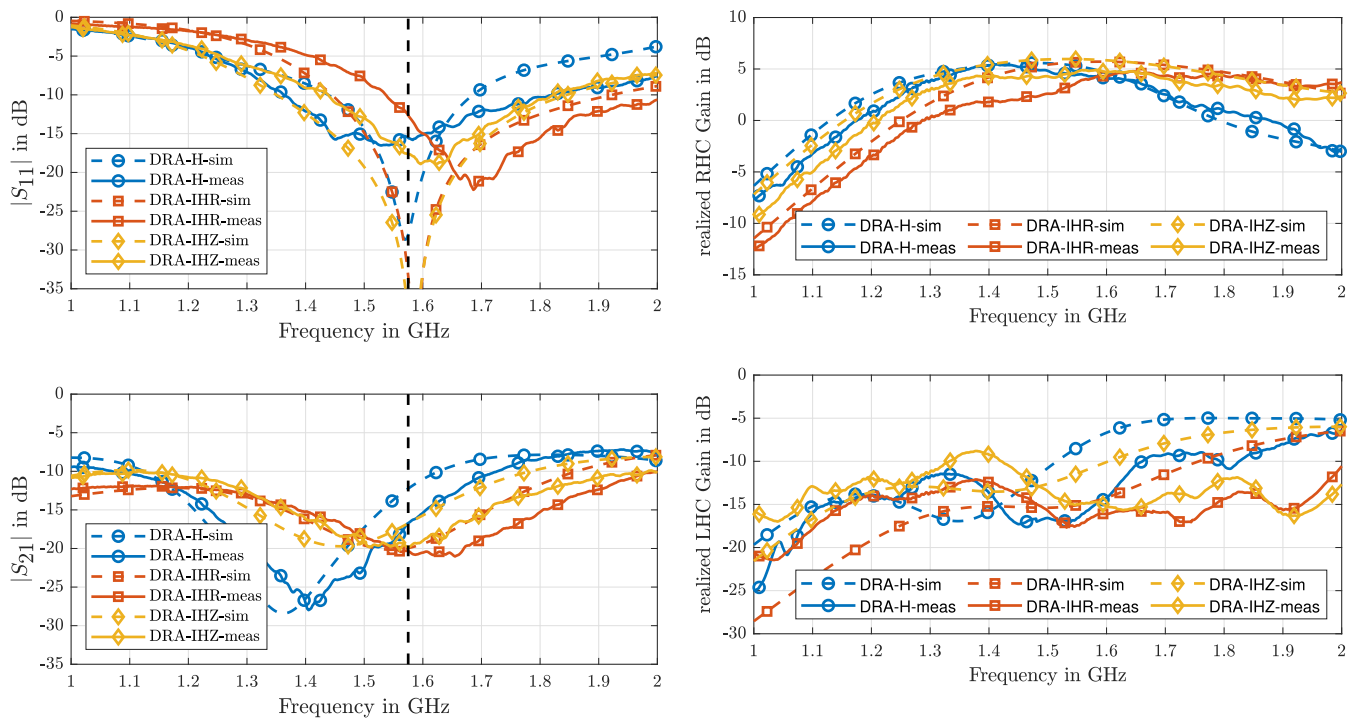 0
-5
-10
-15
-20
-25
-30
-35
|S11| in dB
DRA-H-sim
DRA-H-meas
DRA-IHR-sim
DRA-IHR-meas
DRA-IHZ-sim
DRA-IHZ-meas
1 1.1 1.2 1.3 1.4 1.5 1.6 1.7 1.8 1.9 2
Frequency in GHz
10
5
0
-5
-10
-15
realized RHC Gain in dB
DRA-H-sim DRA-IHR-sim DRA-IHZ-sim
DRA-H-meas DRA-IHR-meas DRA-IHZ-meas
1 1.1 1.2 1.3 1.4 1.5 1.6 1.7 1.8 1.9 2
Frequency in GHz
0
-5
-10
-15
-20
-25
-30
-35
|S21| in dB
DRA-H-sim
DRA-H-meas
DRA-IHR-sim
DRA-IHR-meas
DRA-IHZ-sim
DRA-IHZ-meas
1 1.1 1.2 1.3 1.4 1.5 1.6 1.7 1.8 1.9 2
Frequency in GHz
0
-5
-10
-15
-20
-25
-30
realized LHC Gain in dB
DRA-H-sim DRA-IHR-sim DRA-IHZ-sim
DRA-H-meas DRA-IHR-meas DRA-IHZ-meas
1 1.1 1.2 1.3 1.4 1.5 1.6 1.7 1.8 1.9 2
Frequency in GHz